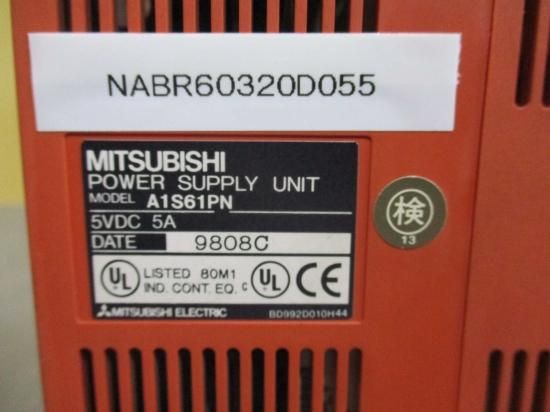 NABR60320D055
MITSUBISHI
POWER SUPPLY UNIT
MODEL A1S61PN
5VDC 5A
DATE 9808C
UL LISTED 80M1 C UL CE
IND. CONT. EQ.
MITSUBISHI ELECTRIC BD992D010H44
検
13